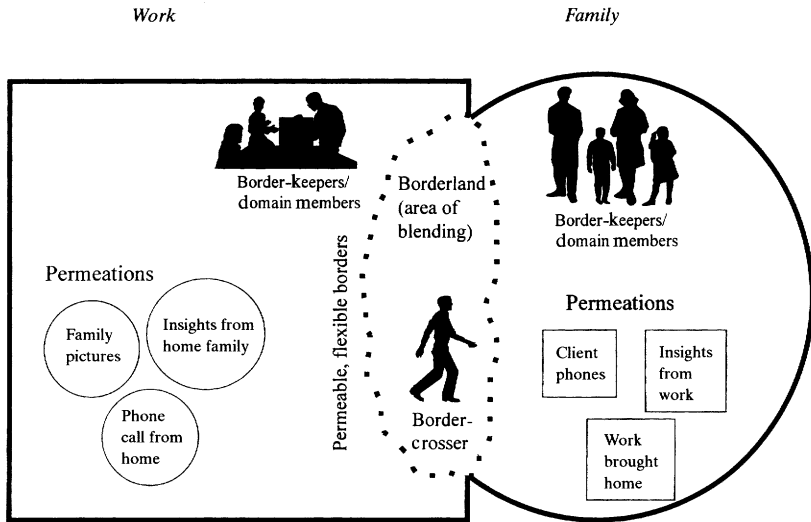 Work
Family
Border-keepers/
domain members
Borderland
(area of
blending)
Border-keepers/
domain members
Permeations
Family
pictures
Insights from
home family
Phone
call from
home
Permeable, flexible borders
Border-
crosser
Permeations
Client
phones
Insights
from
work
Work
brought
home